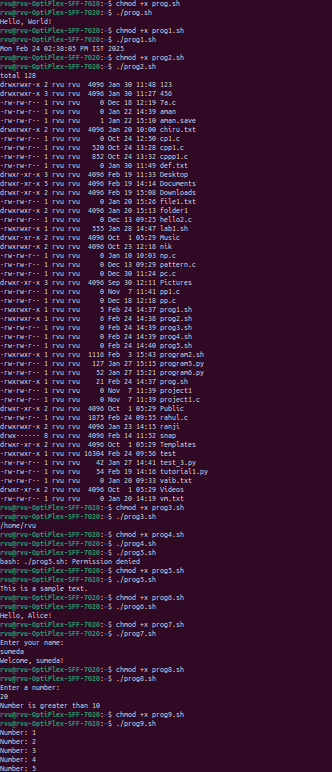 rvu@rvu-OptiPlex-SFF-7020:~$ chmod +x prog.sh
rvu@rvu-OptiPlex-SFF-7020:~$ ./prog.sh
Hello, World!
rvu@rvu-OptiPlex-SFF-7020:~$ chmod +x prog1.sh
rvu@rvu-OptiPlex-SFF-7020:~$ ./prog1.sh
Mon Feb 24 02:38:05 PM IST 2025
rvu@rvu-OptiPlex-SFF-7020:~$ chmod +x prog2.sh
rvu@rvu-OptiPlex-SFF-7020:~$ ./prog2.sh
total 128
drwxrwxr-x 2 rvu rvu  4096 Jan 30 11:48 123
drwxrwxr-x 3 rvu rvu  4096 Jan 30 11:27 456
-rw-rw-r-- 1 rvu rvu     0 Dec 18 12:19 7a.c
-rw-rw-r-- 1 rvu rvu     0 Jan 22 14:39 aman
-rw-rw-r-- 1 rvu rvu     1 Jan 22 15:10 aman.save
drwxrwxr-x 2 rvu rvu  4096 Jan 20 10:00 chiru.txt
-rw-rw-r-- 1 rvu rvu     0 Oct 24 12:50 cp1.c
-rw-rw-r-- 1 rvu rvu   520 Oct 24 13:28 cpp1.c
-rw-rw-r-- 1 rvu rvu   852 Oct 24 13:32 cppp1.c
-rw-rw-r-- 1 rvu rvu     0 Jan 30 11:49 def.txt
drwxr-xr-x 3 rvu rvu  4096 Feb 19 11:33 Desktop
drwxr-xr-x 5 rvu rvu  4096 Feb 19 14:14 Documents
drwxr-xr-x 2 rvu rvu  4096 Feb 19 15:08 Downloads
-rw-rw-r-- 1 rvu rvu     0 Jan 20 15:26 file1.txt
drwxrwxr-x 2 rvu rvu  4096 Jan 20 15:13 folder1
-rw-rw-r-- 1 rvu rvu     0 Dec 13 09:25 hello2.c
-rwxrwxr-x 1 rvu rvu   555 Jan 28 14:47 lab1.sh
drwxr-xr-x 2 rvu rvu  4096 Oct  1 05:29 Music
drwxrwxr-x 2 rvu rvu  4096 Oct 23 12:18 nik
-rw-rw-r-- 1 rvu rvu     0 Jan 10 10:03 np.c
-rw-rw-r-- 1 rvu rvu     0 Dec 13 09:29 pattern.c
-rw-rw-r-- 1 rvu rvu     0 Dec 30 11:24 pc.c
drwxr-xr-x 3 rvu rvu  4096 Sep 30 12:11 Pictures
-rw-rw-r-- 1 rvu rvu     0 Nov  7 11:41 pp1.c
-rw-rw-r-- 1 rvu rvu     0 Dec 18 12:18 pp.c
-rwxrwxr-x 1 rvu rvu     5 Feb 24 14:37 prog1.sh
-rwxrwxr-x 1 rvu rvu     6 Feb 24 14:38 prog2.sh
-rw-rw-r-- 1 rvu rvu     0 Feb 24 14:39 prog3.sh
-rw-rw-r-- 1 rvu rvu     0 Feb 24 14:39 prog4.sh
-rw-rw-r-- 1 rvu rvu     0 Feb 24 14:40 prog5.sh
-rwxrwxr-x 1 rvu rvu  1116 Feb  3 15:43 program2.sh
-rw-rw-r-- 1 rvu rvu   127 Jan 27 15:15 program5.py
-rw-rw-r-- 1 rvu rvu    52 Jan 27 15:21 program6.py
-rwxrwxr-x 1 rvu rvu    21 Feb 24 14:37 prog.sh
-rw-rw-r-- 1 rvu rvu     0 Nov  7 11:39 project1
-rw-rw-r-- 1 rvu rvu     0 Nov  7 11:39 project1.c
drwxr-xr-x 2 rvu rvu  4096 Oct  1 05:29 Public
-rw-rw-r-- 1 rvu rvu  1875 Feb 24 09:55 rahul.c
drwxrwxr-x 2 rvu rvu  4096 Jan 23 14:15 ranji
drwx------ 8 rvu rvu  4096 Feb 14 11:52 snap
drwxr-xr-x 2 rvu rvu  4096 Oct  1 05:29 Templates
-rwxrwxr-x 1 rvu rvu 16304 Feb 24 09:56 test
-rw-rw-r-- 1 rvu rvu    42 Jan 27 14:41 test_3.py
-rw-rw-r-- 1 rvu rvu    54 Feb 19 14:16 tutorial1.py
-rw-rw-r-- 1 rvu rvu     0 Jan 20 09:33 vaib.txt
drwxr-xr-x 2 rvu rvu  4096 Oct  1 05:29 Videos
-rw-rw-r-- 1 rvu rvu     0 Jan 20 14:19 vm.txt
rvu@rvu-OptiPlex-SFF-7020:~$ chmod +x prog3.sh
rvu@rvu-OptiPlex-SFF-7020:~$ ./prog3.sh
/home/rvu
rvu@rvu-OptiPlex-SFF-7020:~$ chmod +x prog4.sh
rvu@rvu-OptiPlex-SFF-7020:~$ ./prog4.sh
rvu@rvu-OptiPlex-SFF-7020:~$ ./prog5.sh
bash: ./prog5.sh: Permission denied
rvu@rvu-OptiPlex-SFF-7020:~$ chmod +x prog5.sh
rvu@rvu-OptiPlex-SFF-7020:~$ ./prog5.sh
This is a sample text.
rvu@rvu-OptiPlex-SFF-7020:~$ chmod +x prog6.sh
rvu@rvu-OptiPlex-SFF-7020:~$ ./prog6.sh
Hello, Alice!
rvu@rvu-OptiPlex-SFF-7020:~$ chmod +x prog7.sh
rvu@rvu-OptiPlex-SFF-7020:~$ ./prog7.sh
Enter your name:
sumeda
Welcome, sumeda!
rvu@rvu-OptiPlex-SFF-7020:~$ chmod +x prog8.sh
rvu@rvu-OptiPlex-SFF-7020:~$ ./prog8.sh
Enter a number:
20
Number is greater than 10
rvu@rvu-OptiPlex-SFF-7020:~$ chmod +x prog9.sh
rvu@rvu-OptiPlex-SFF-7020:~$ ./prog9.sh
Number: 1
Number: 2
Number: 3
Number: 4
Number: 5